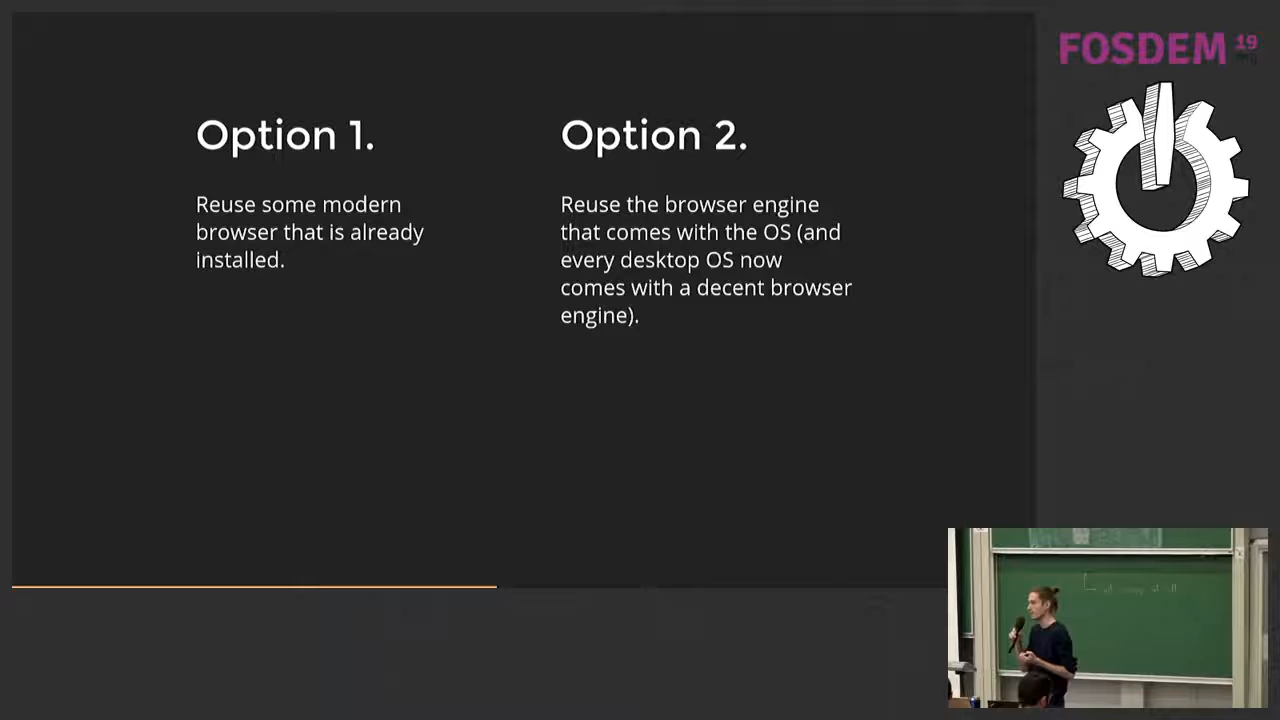 FOSDEM 19
Option 1.
Reuse some modern
browser that is already
installed.
Option 2.
Reuse the browser engine
that comes with the OS (and
every desktop OS now
comes with a decent browser
engine).